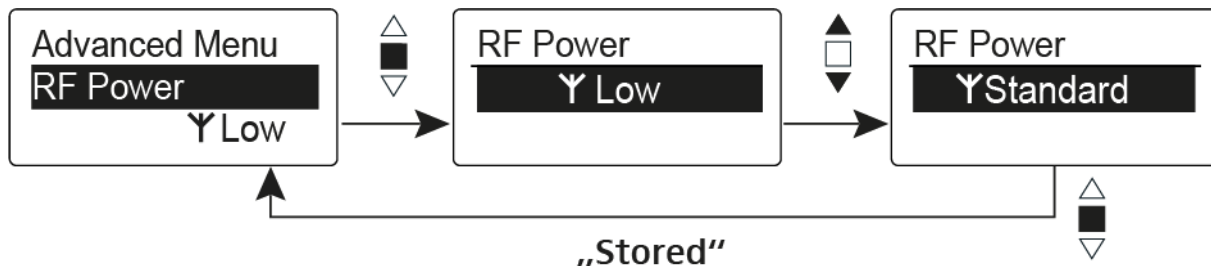 Advanced Menu
RF Power
Low
RF Power
Low
RF Power
Standard
„Stored“